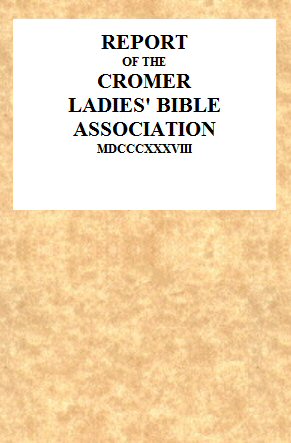 REPORT
OF THE
CROMER
LADIES' BIBLE
ASSOCIATION
MDCCCXXXVIII